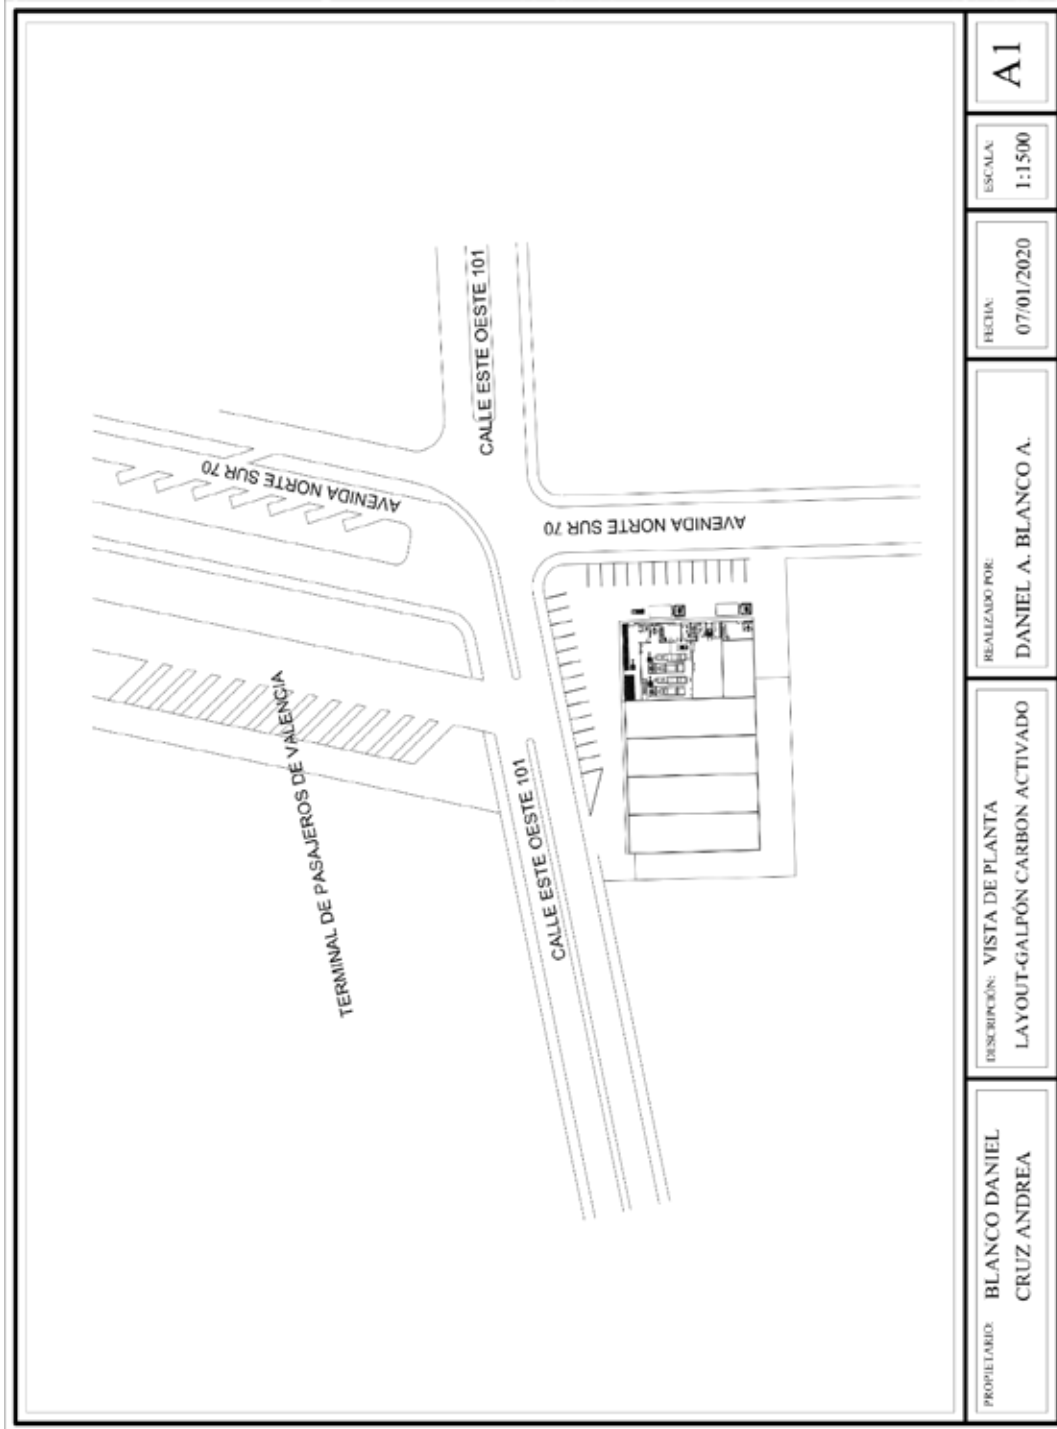 TERMINAL DE PASAJEROS DE VALENCIA
AVENIDA NORTE SUR 70
CALLE ESTE OESTE 101
CALLE ESTE OESTE 101
AVENIDA NORTE SUR 70
PROPIETARIO: BLANCO DANIEL
CRUZ ANDREA
DESCRIPCIÓN: VISTA DE PLANTA
LAYOUT-GALPÓN CARBON ACTIVADO
REALIZADO POR:
DANIEL A. BLANCO A.
FECHA:
07/01/2020
ESCALA:
1:1500
A1